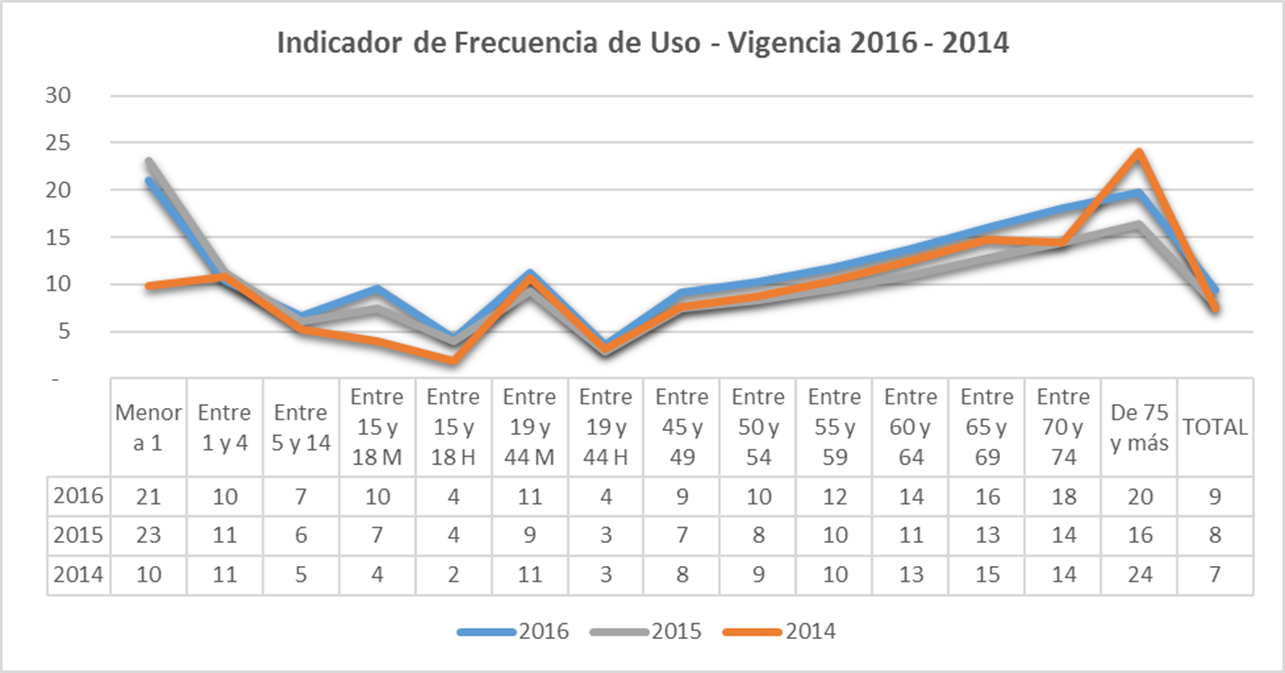 Indicador de Frecuencia de Uso - Vigencia 2016 - 2014
30
25
20
15
10
5
-
Menor a 1 Entre 1 y 4 Entre 5 y 14 Entre 15 y 18 M Entre 15 y 18 H Entre 19 y 44 M Entre 19 y 44 H Entre 45 y 49 Entre 50 y 54 Entre 55 y 59 Entre 60 y 64 Entre 65 y 69 Entre 70 y 74 De 75 y más TOTAL
2016 21 10 7 10 4 11 4 9 10 12 14 16 18 20 9
2015 23 11 6 7 4 9 3 7 8 10 11 13 14 16 8
2014 10 11 5 4 2 11 3 8 9 10 13 15 14 24 7
2016 2015 2014